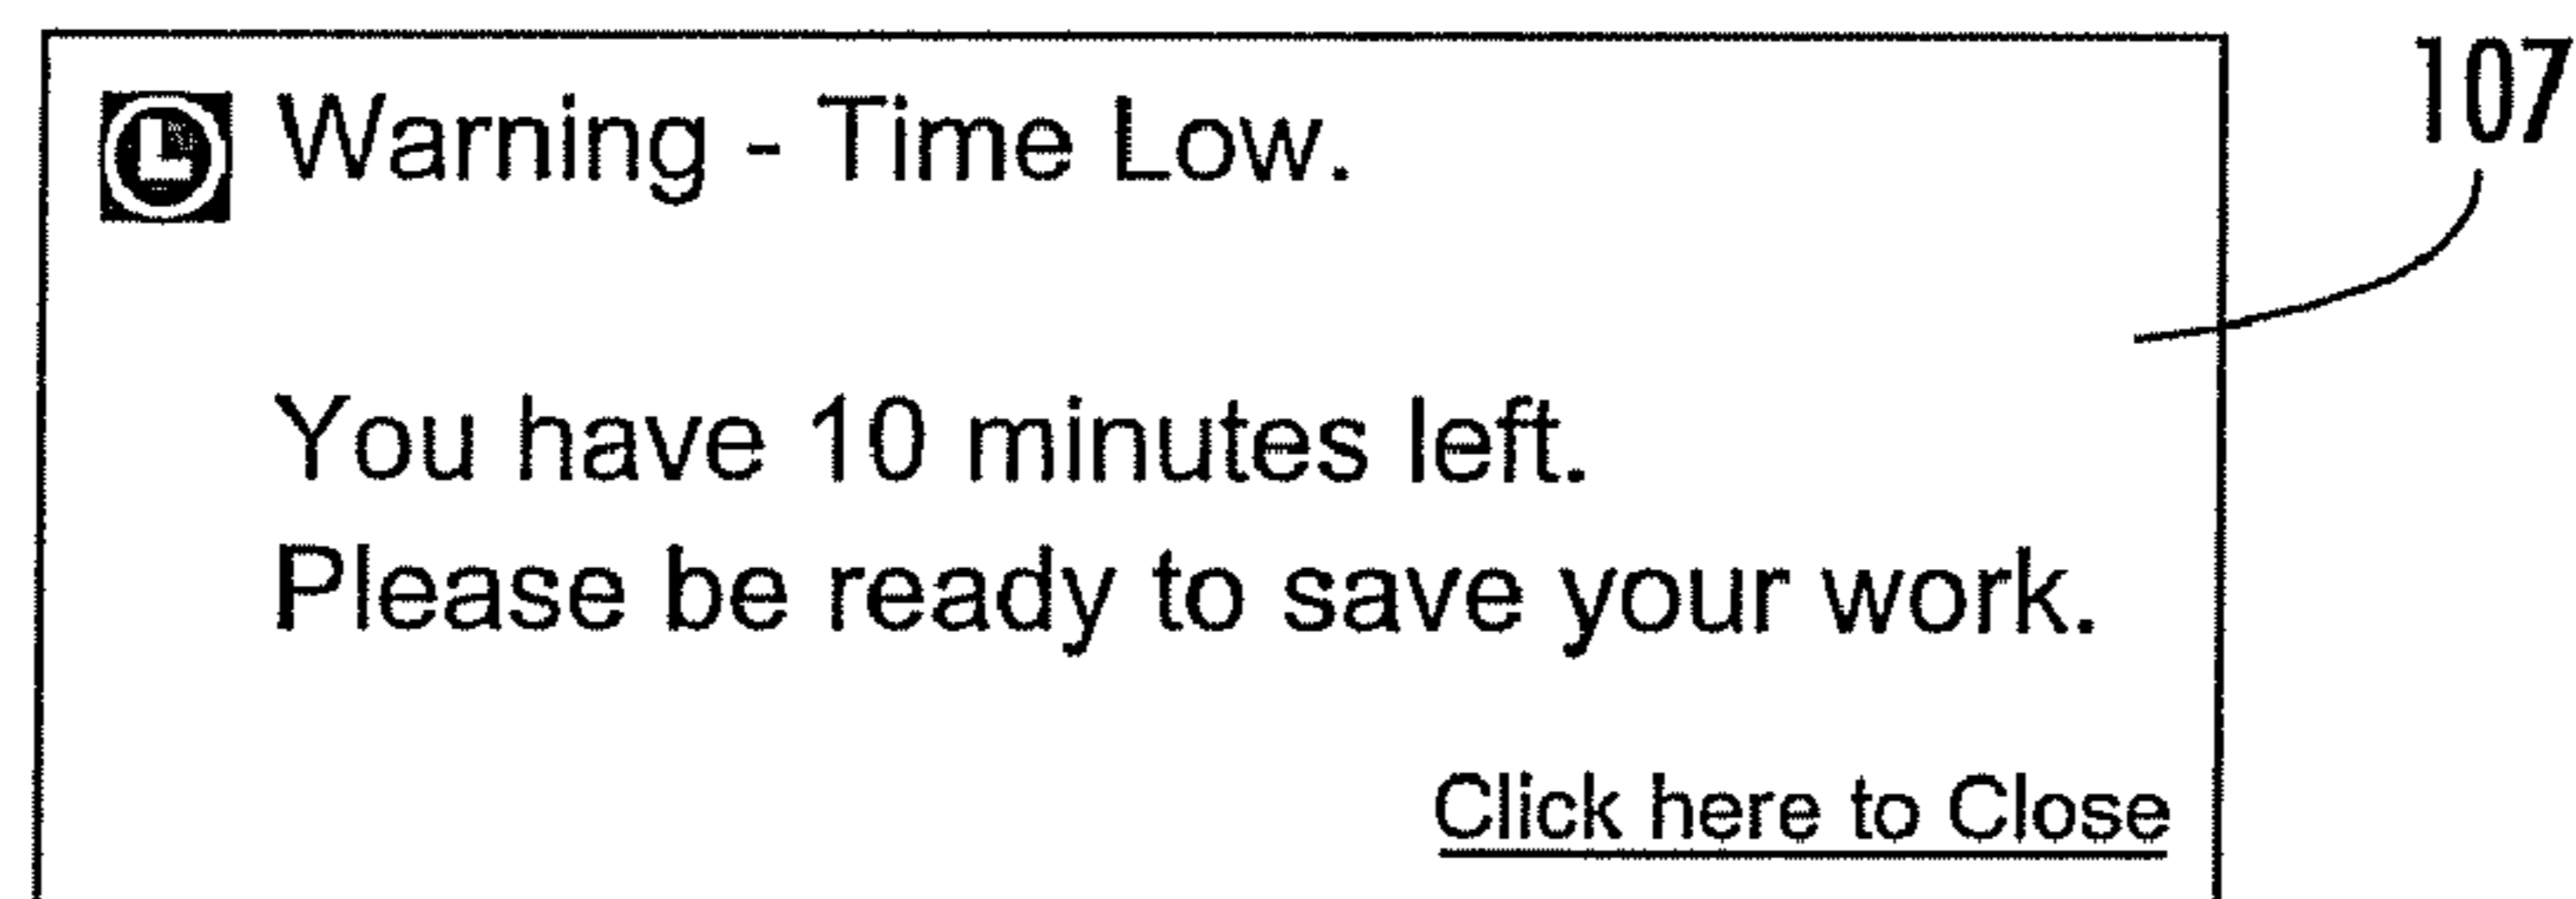 Warning - Time Low.
107
You have 10 minutes left.
Please be ready to save your work.
Click here to Close